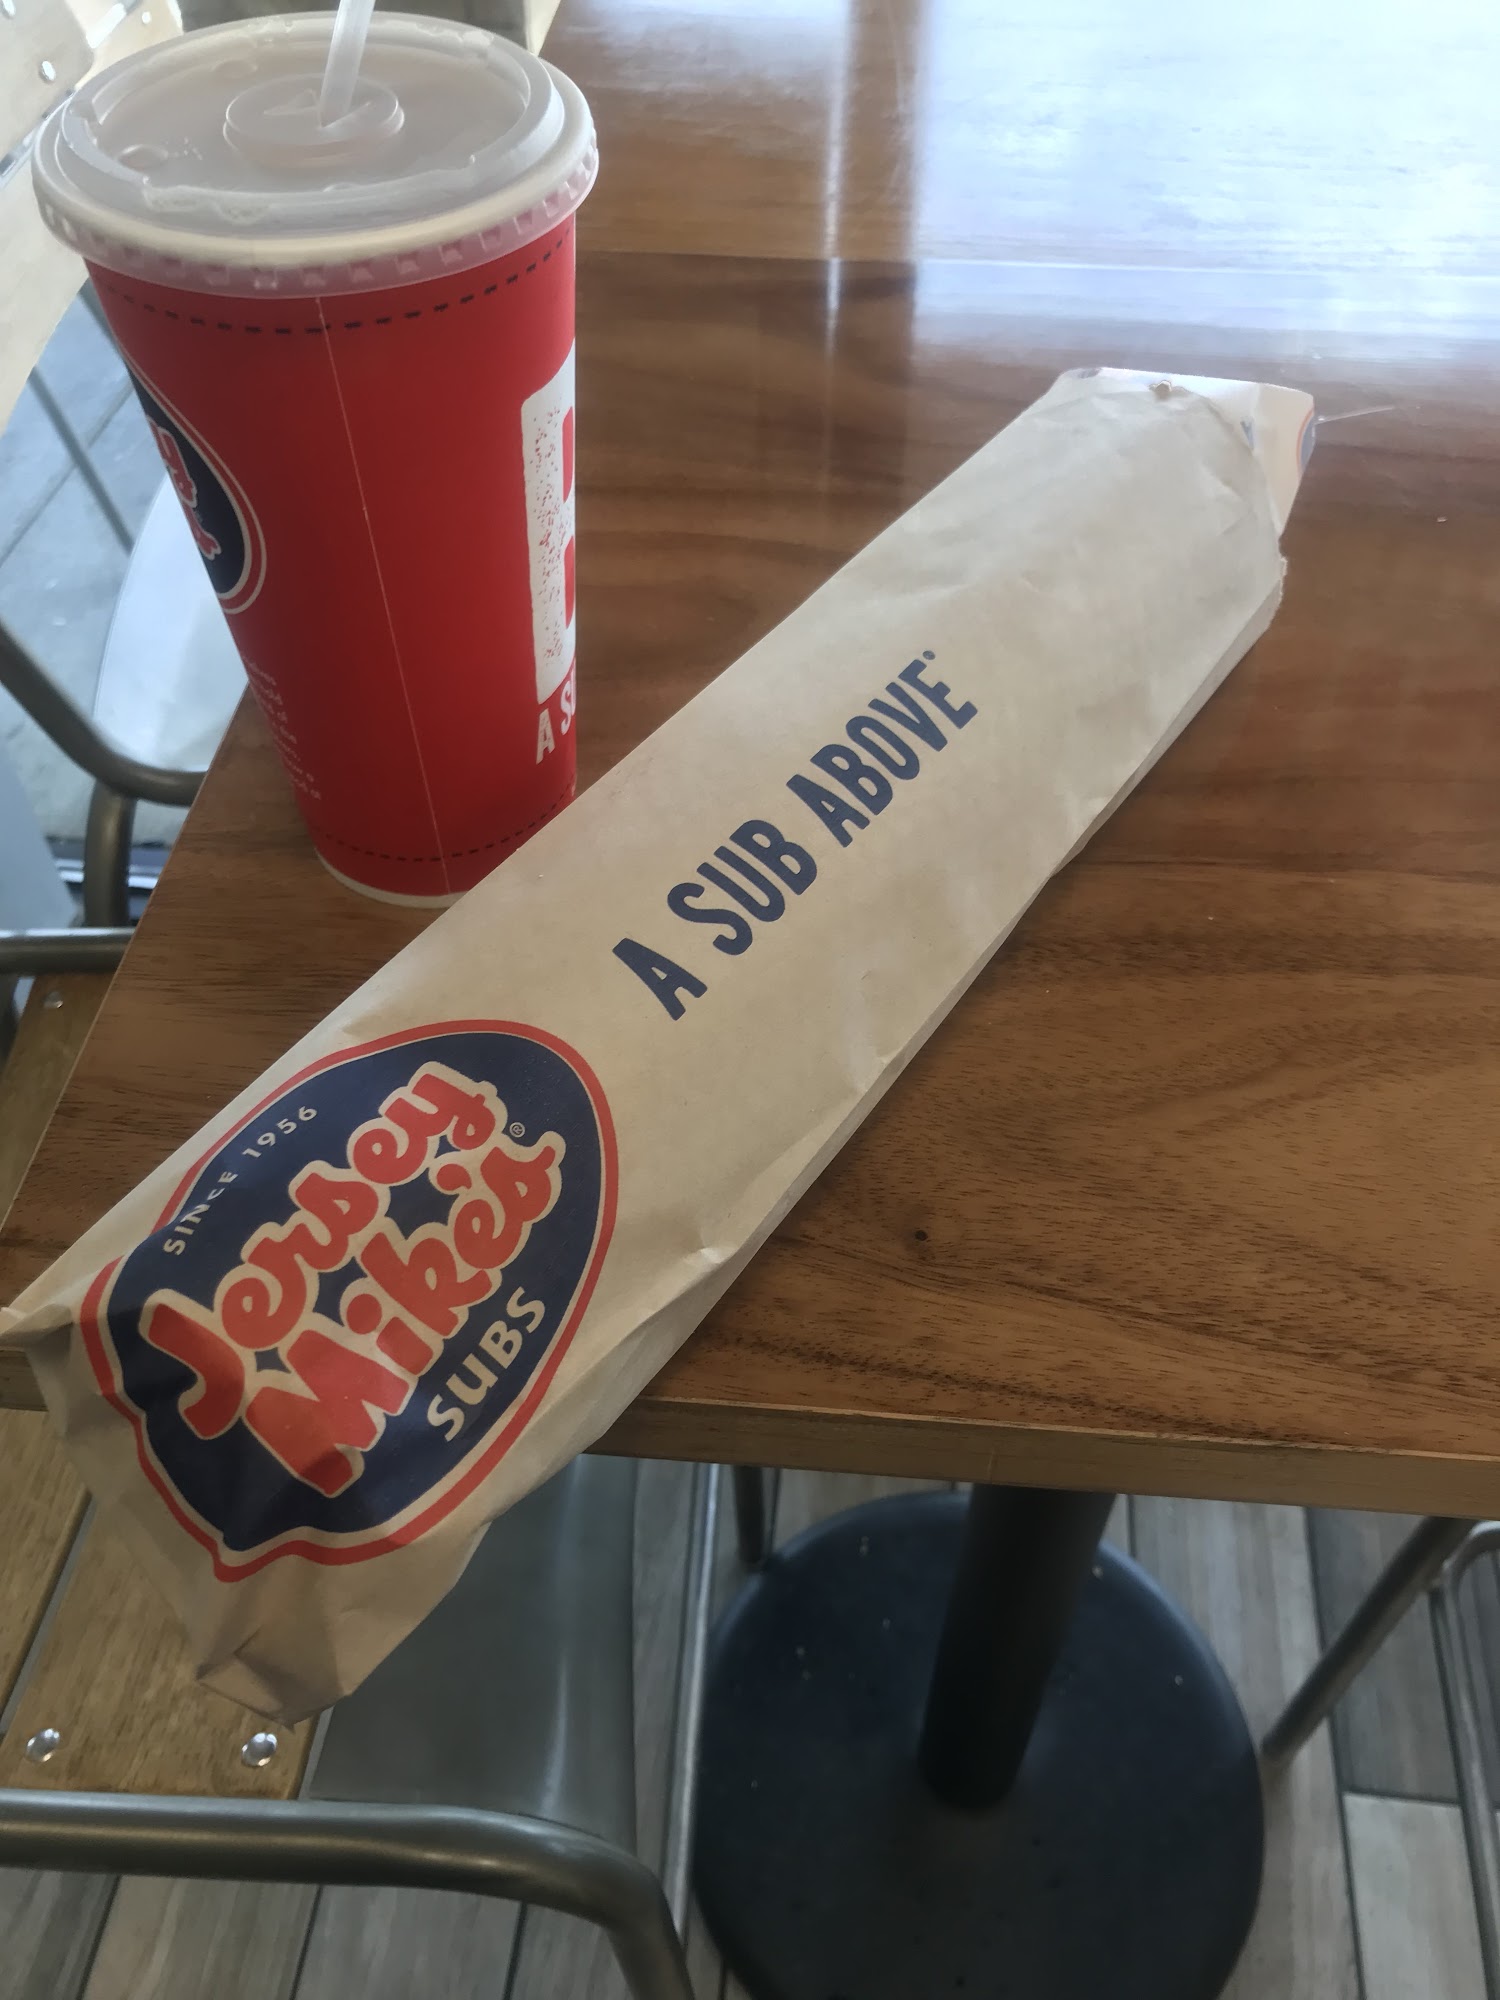 A SUB ABOVE®
SINCE 1956
Jersey
Mike's®
SUBS
A